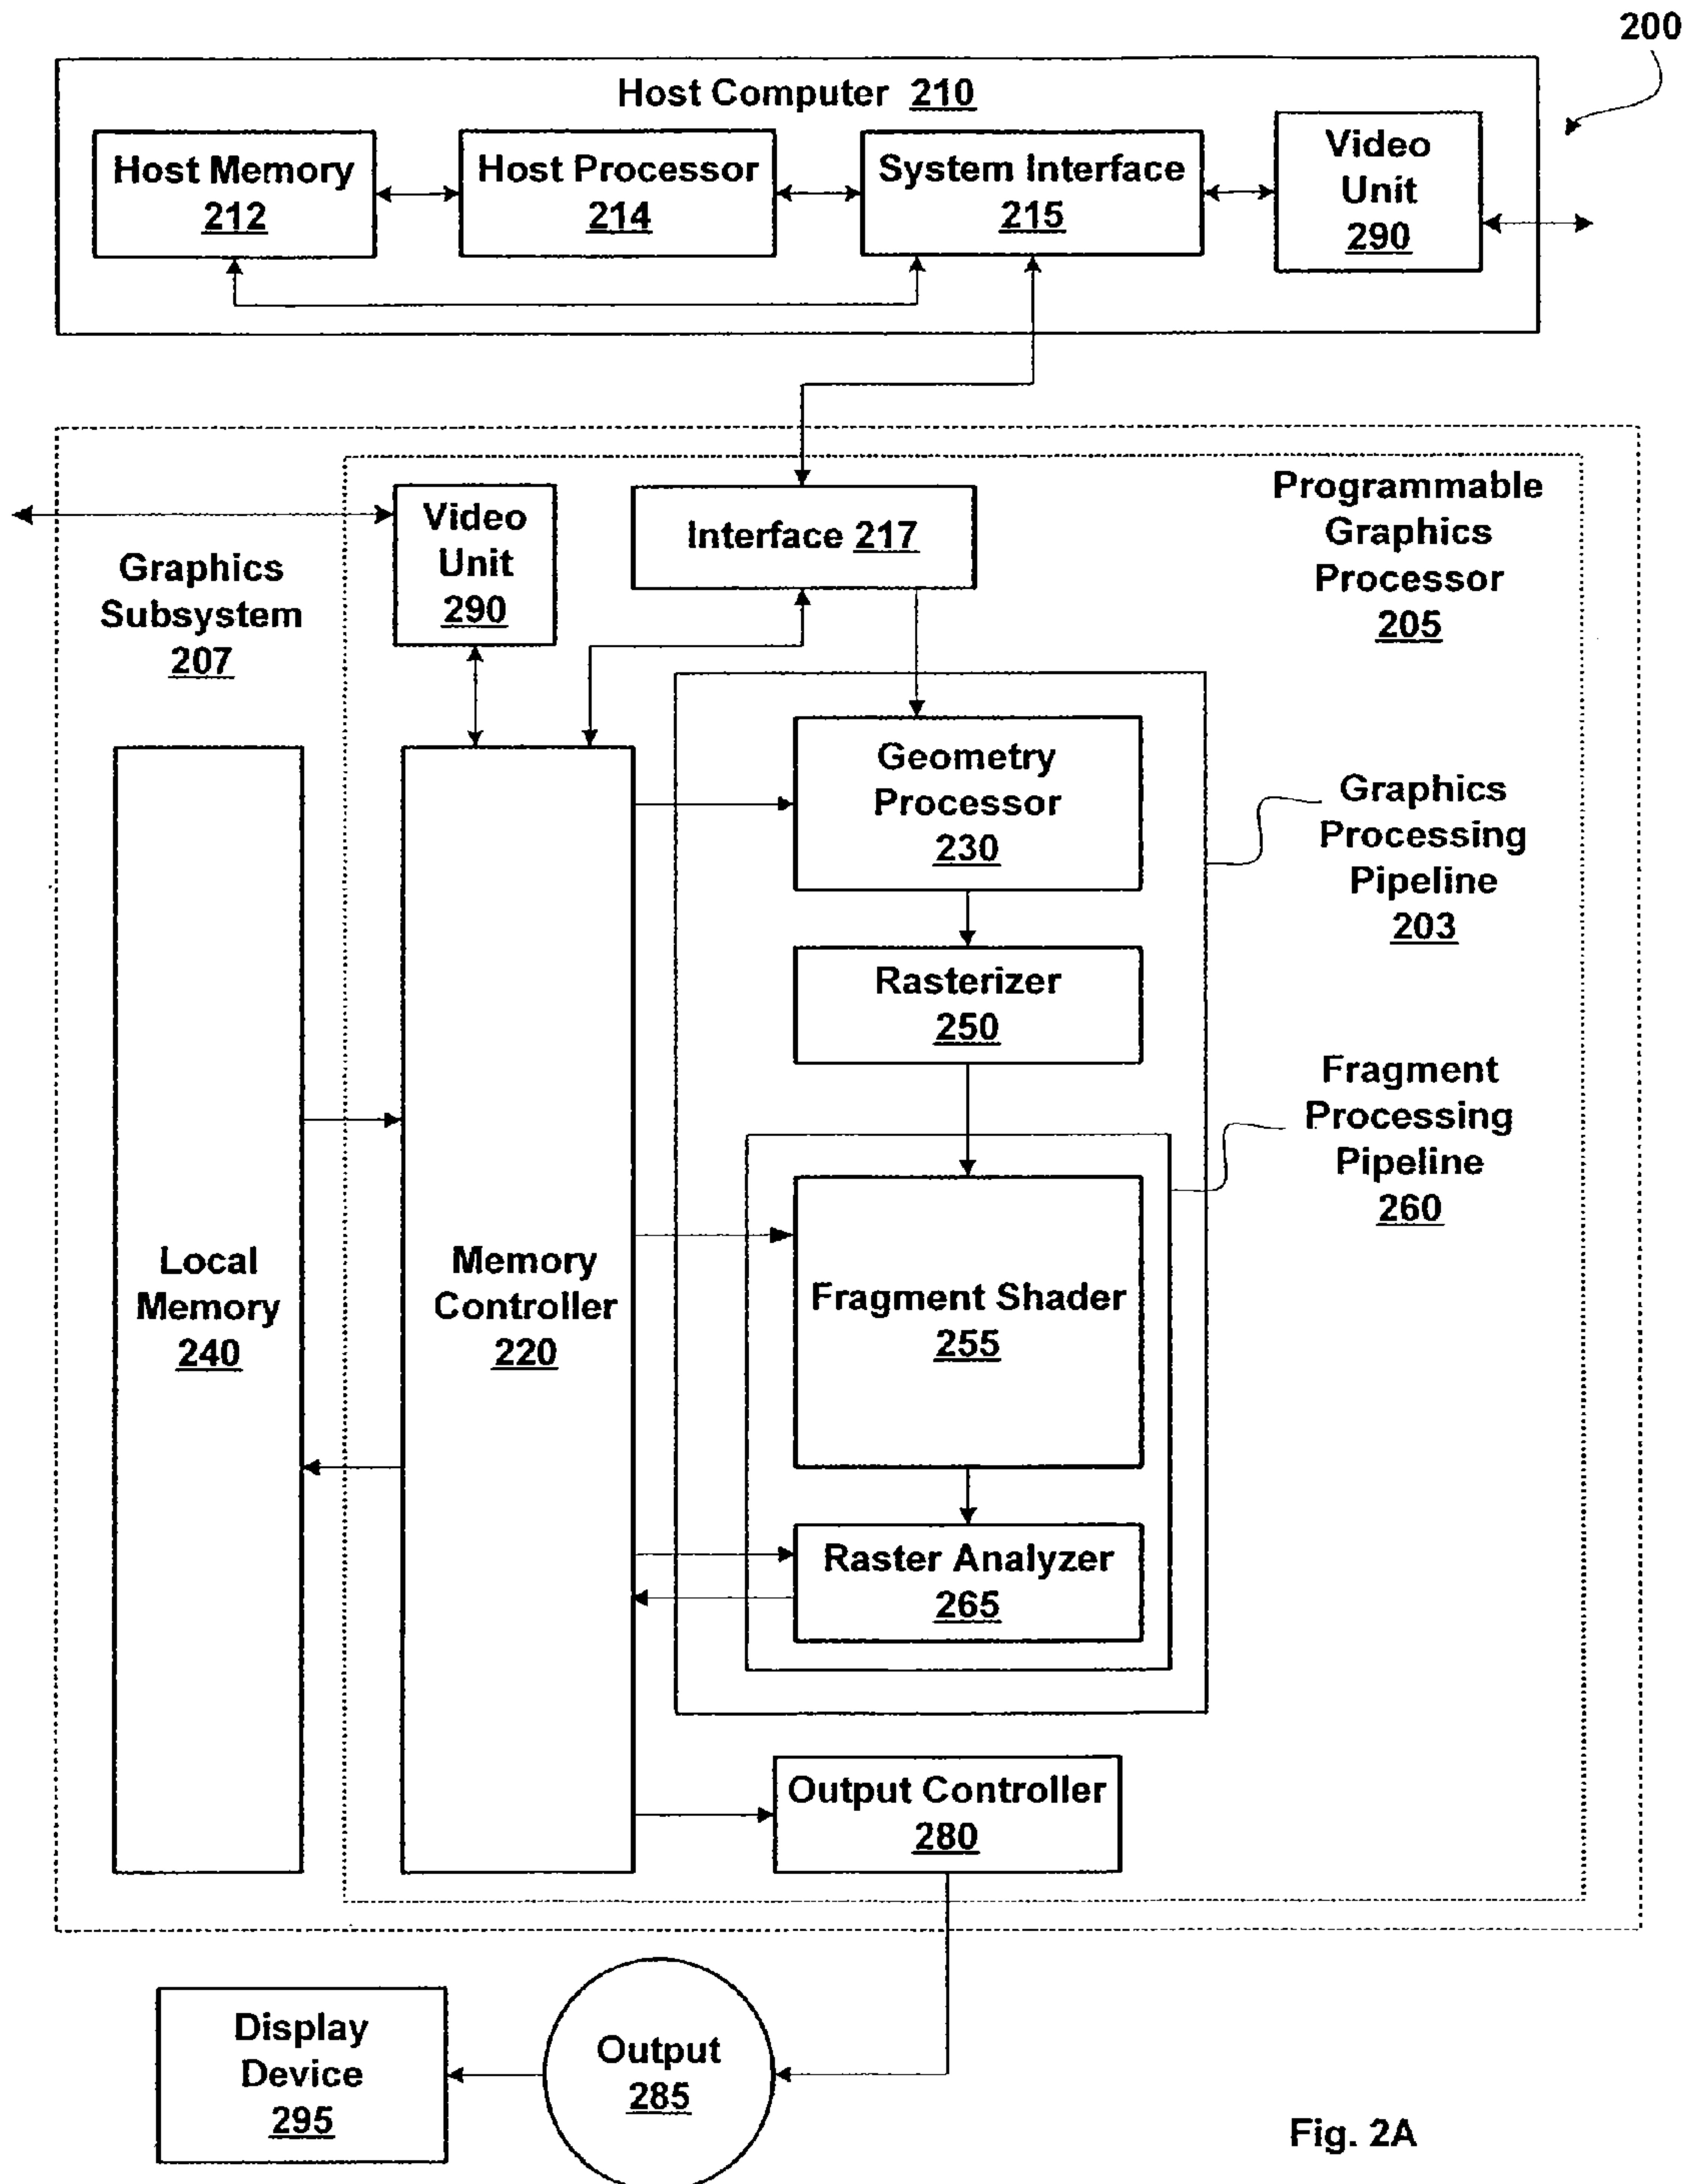 200
Host Computer 210
Host Memory
212
Host Processor
214
System Interface
215
Video
Unit
290
Programmable
Graphics
Processor
205
Video
Unit
290
Interface 217
Graphics
Subsystem
207
Geometry
Processor
230
Graphics
Processing
Pipeline
203
Rasterizer
250
Fragment
Processing
Pipeline
260
Local
Memory
240
Memory
Controller
220
Fragment Shader
255
Raster Analyzer
265
Output Controller
280
Display
Device
295
Output
285
Fig. 2A